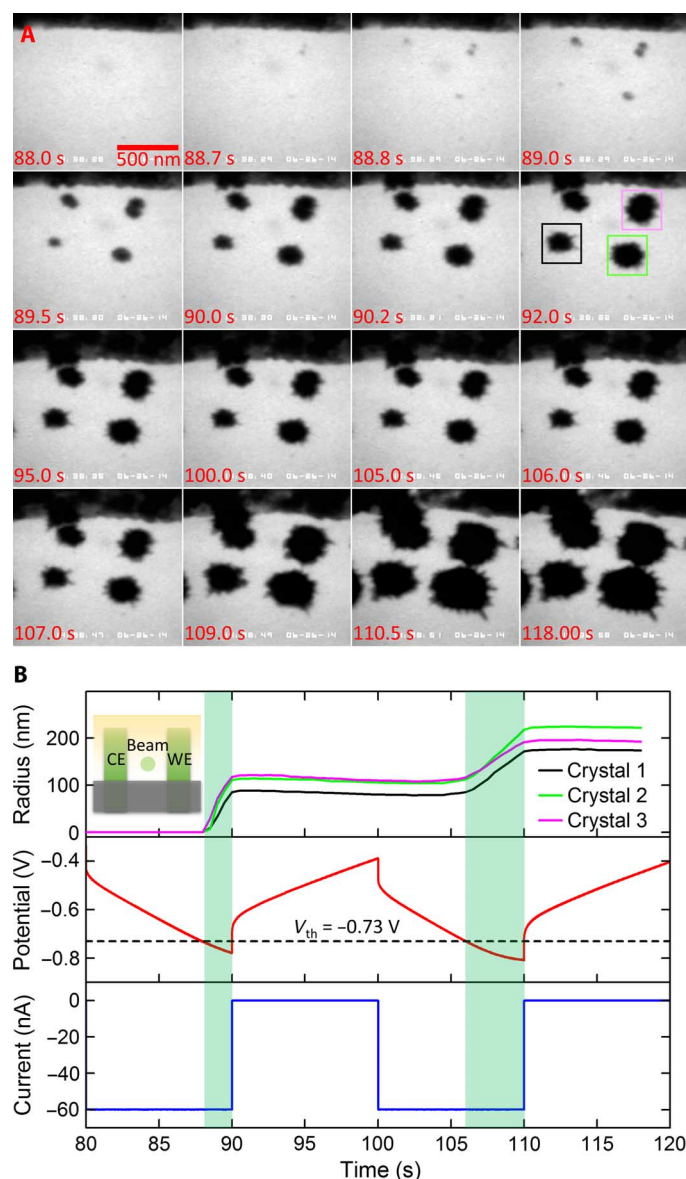 A
88.0 s
500 nm
88.7 s
88.8 s
89.0 s
89.5 s
90.0 s
90.2 s
92.0 s
95.0 s
100.0 s
105.0 s
106.0 s
107.0 s
109.0 s
110.5 s
118.00 s
B
Radius (nm)
200
100
0
CE
Beam
WE
Crystal 1
Crystal 2
Crystal 3
Potential (V)
−0.4
−0.6
−0.8
Vth = −0.73 V
Current (nA)
0
−20
−40
−60
80 90 100 105 110 115 120
Time (s)